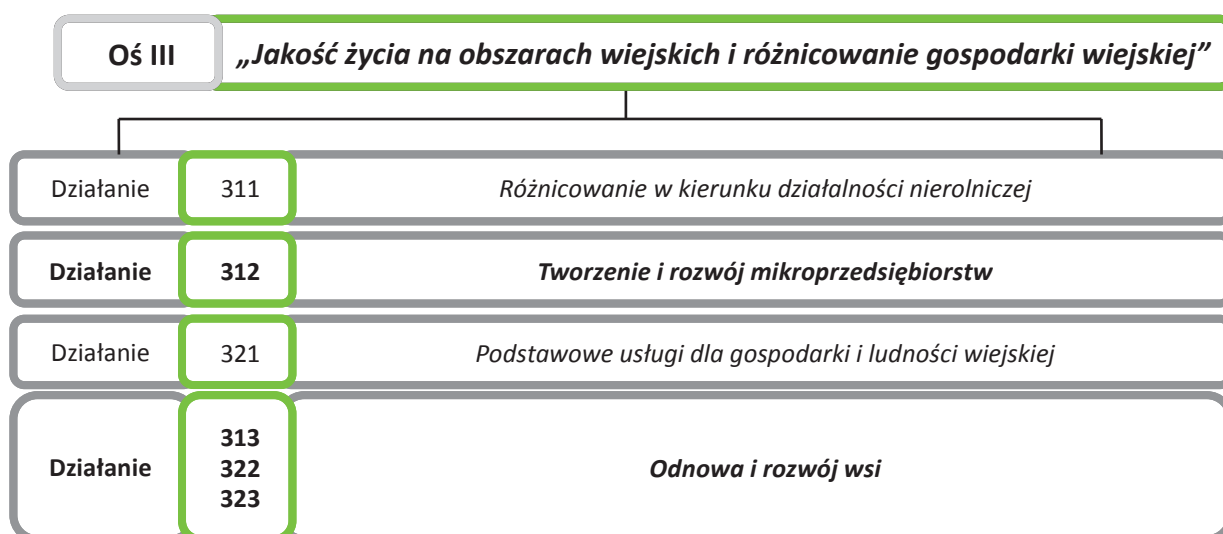 Oś III „Jakość życia na obszarach wiejskich i różnicowanie gospodarki wiejskiej”
Działanie 311 Różnicowanie w kierunku działalności nierolniczej
Działanie 312 Tworzenie i rozwój mikroprzedsiębiorstw
Działanie 321 Podstawowe usługi dla gospodarki i ludności wiejskiej
313
Działanie 322 Odnowa i rozwój wsi
323